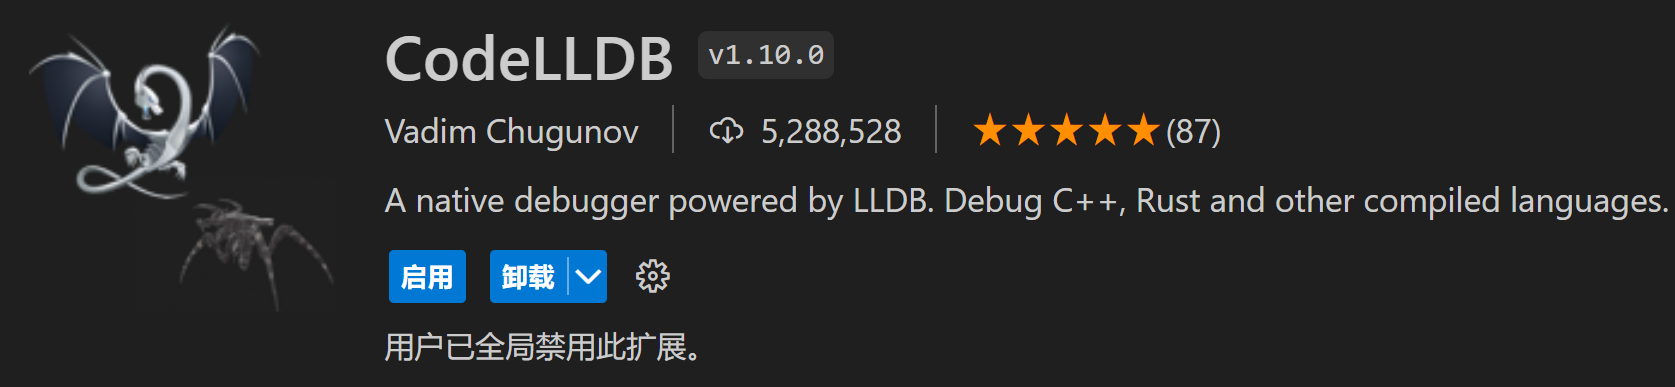 CodeLLDB v1.10.0
Vadim Chugunov 5,288,528 ★★★★★(87)
A native debugger powered by LLDB. Debug C++, Rust and other compiled languages.
启用 卸载
用户已全局禁用此扩展。